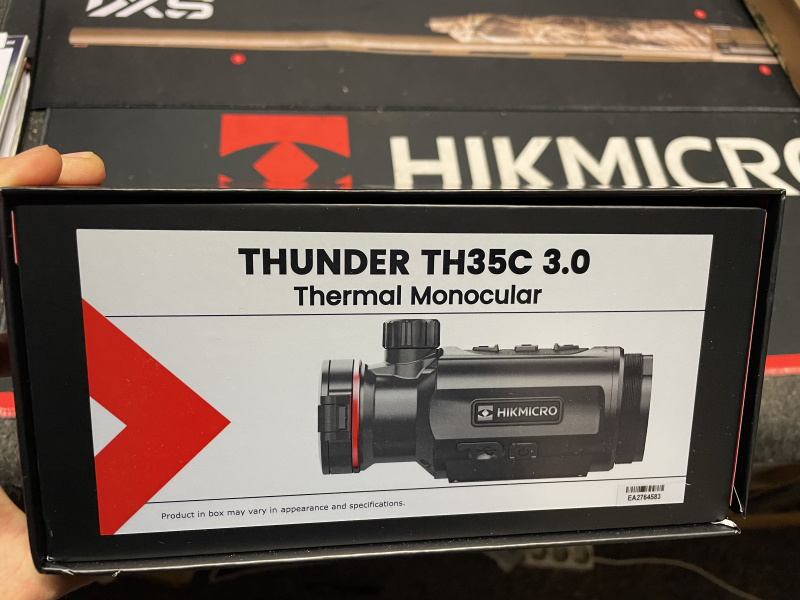 HIKMICRO
THUNDER TH35C 3.0
Thermal Monocular
HIKMICRO
Product in box may vary in appearance and specifications.
EA2764583